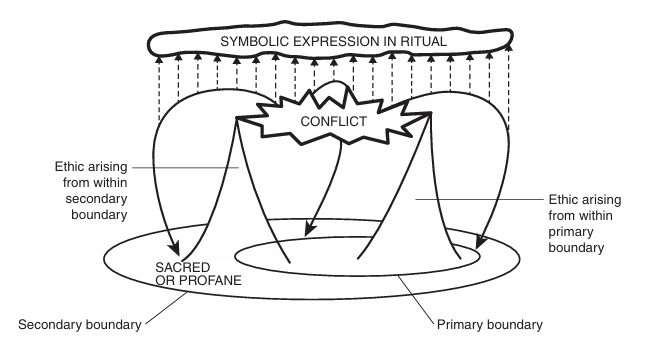 SYMBOLIC EXPRESSION IN RITUAL
CONFLICT
Ethic arising
from within
secondary
boundary
Ethic arising
from within
primary
boundary
SACRED
OR PROFANE
Secondary boundary
Primary boundary